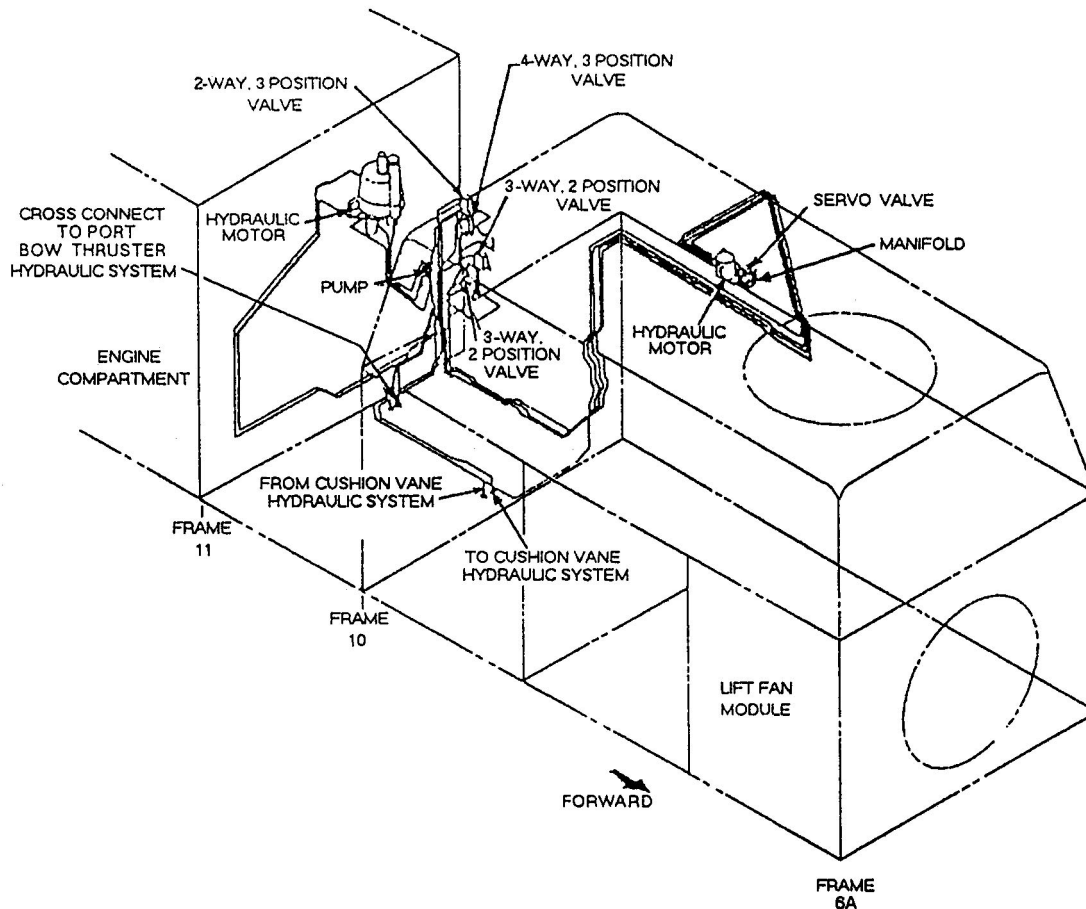 4-WAY, 3 POSITION
VALVE
2-WAY, 3 POSITION
VALVE
3-WAY, 2 POSITION
VALVE
SERVO VALVE
MANIFOLD
CROSS CONNECT
TO PORT
BOW THRUSTER
HYDRAULIC SYSTEM
HYDRAULIC
MOTOR
PUMP
HYDRAULIC
MOTOR
3-WAY,
2 POSITION
VALVE
ENGINE
COMPARTMENT
FROM CUSHION VANE
HYDRAULIC SYSTEM
TO CUSHION VANE
HYDRAULIC SYSTEM
FRAME
11
FRAME
10
LIFT FAN
MODULE
FORWARD
FRAME
6A